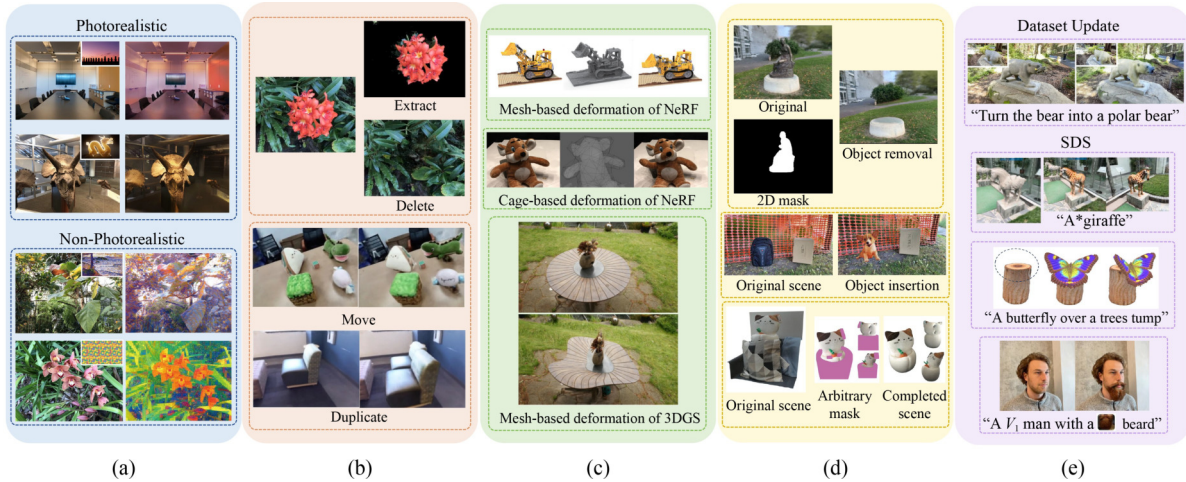 Photorealistic
Non-Photorealistic
(a)
Extract
Delete
Move
Duplicate
(b)
Mesh-based deformation of NeRF
Cage-based deformation of NeRF
Mesh-based deformation of 3DGS
(c)
Original
2D mask
Object removal
Original scene
Object insertion
Original scene
Arbitrary
mask
Completed
scene
(d)
Dataset Update
“Turn the bear into a polar bear”
SDS
“A*giraffe”
“A butterfly over a trees tump”
“A V₁ man with a beard”
(e)